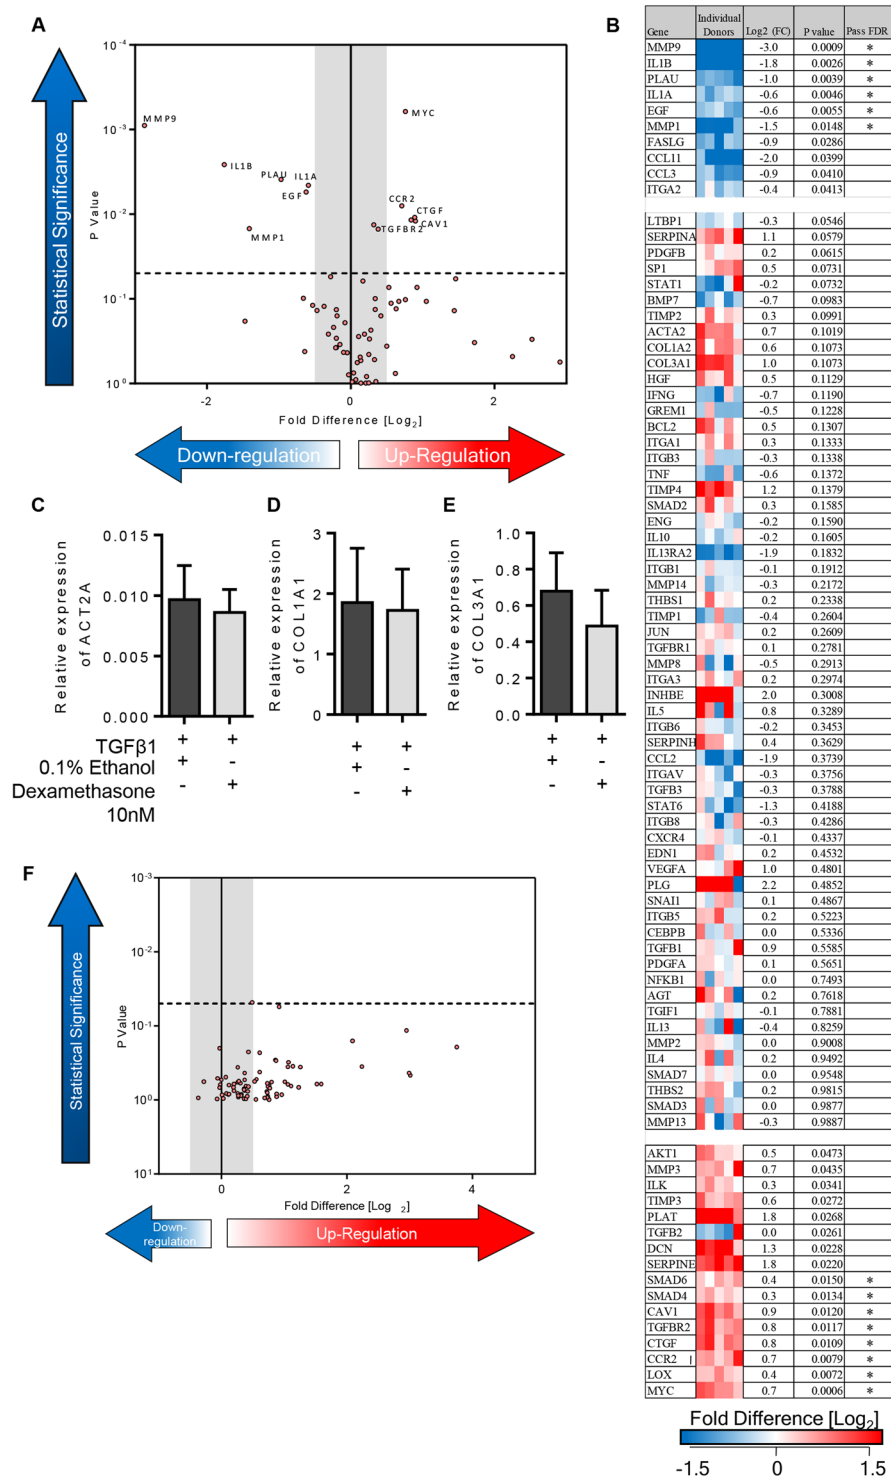 A
Statistical Significance
P Value
10-4
10-3
10-2
10-1
100
MMP9
IL1B
PLAU
IL1A
EGF
MMP1
MYC
CCR2
CTGF
CAV1
TGFBR2
-2
0
2
Fold Difference [Log2]
Down-regulation
Up-Regulation
B
Gene Individual Donors Log2 (FC) P value Pass FDR
MMP9 -3.0 0.0009 *
IL1B -1.8 0.0026 *
PLAU -1.0 0.0039 *
IL1A -0.6 0.0046 *
EGF -0.6 0.0055 *
MMP1 -1.5 0.0148 *
FASLG -0.9 0.0286
CCL11 -2.0 0.0399
CCL3 -0.9 0.0410
ITGA2 -0.4 0.0413
LTBP1 -0.3 0.0546
SERPINA 1.1 0.0579
PDGFB 0.2 0.0615
SP1 0.5 0.0731
STAT1 -0.2 0.0732
BMP7 -0.7 0.0983
TIMP2 0.3 0.0991
ACTA2 0.7 0.1019
COL1A2 0.6 0.1073
COL3A1 1.0 0.1073
HGF 0.5 0.1129
IFNG -0.7 0.1190
GREM1 -0.5 0.1228
BCL2 0.5 0.1307
ITGA1 0.3 0.1333
ITGB3 -0.3 0.1338
TNF -0.6 0.1372
TIMP4 1.2 0.1379
SMAD2 0.3 0.1585
ENG -0.2 0.1590
IL10 -0.2 0.1605
IL13RA2 -1.9 0.1832
ITGB1 -0.1 0.1912
MMP14 -0.3 0.2172
THBS1 0.2 0.2338
TIMP1 -0.4 0.2604
JUN 0.2 0.2609
TGFBR1 0.1 0.2781
MMP8 -0.5 0.2913
ITGA3 0.2 0.2974
INHBE 2.0 0.3008
IL5 0.8 0.3289
ITGB6 -0.2 0.3453
SERPINH 0.4 0.3629
CCL2 -1.9 0.3739
ITGAV -0.3 0.3756
TGFB3 -0.3 0.3788
STAT6 -1.3 0.4188
ITGB8 -0.3 0.4286
CXCR4 -0.1 0.4337
EDN1 0.2 0.4532
VEGFA 1.0 0.4801
PLG 2.2 0.4852
SNAI1 0.1 0.4867
ITGB5 0.2 0.5223
CEBPB 0.0 0.5336
TGFB1 0.9 0.5585
PDGFA 0.1 0.5651
NFKB1 0.0 0.7493
AGT 0.2 0.7618
TGIF1 -0.1 0.7881
IL13 -0.4 0.8259
MMP2 0.0 0.9008
IL4 0.2 0.9492
SMAD7 0.0 0.9548
THBS2 0.2 0.9815
SMAD3 0.0 0.9877
MMP13 -0.3 0.9887
AKT1 0.5 0.0473
MMP3 0.7 0.0435
ILK 0.3 0.0341
TIMP3 0.6 0.0272
PLAT 1.8 0.0268
TGFB2 0.0 0.0261
DCN 1.3 0.0228
SERPINE 1.8 0.0220
SMAD6 0.4 0.0150 *
SMAD4 0.3 0.0134 *
CAV1 0.9 0.0120 *
TGFBR2 0.8 0.0117 *
CTGF 0.8 0.0109 *
CCR2 0.7 0.0079 *
LOX 0.4 0.0072 *
MYC 0.7 0.0006 *
Fold Difference [Log2]
-1.5 0 1.5
C
Relative expression
of ACT2A
0.015
0.010
0.005
0.000
D
Relative expression
of COL1A1
3
2
1
0
E
Relative expression
of COL3A1
1.0
0.8
0.6
0.4
0.2
0.0
TGFβ1 + + + + + +
0.1% Ethanol + - + - + -
Dexamethasone - + - + - +
10nM
F
Statistical Significance
P Value
10-3
10-2
10-1
100
101
0
2
4
Fold Difference [Log 2]
Down-
regulation
Up-Regulation